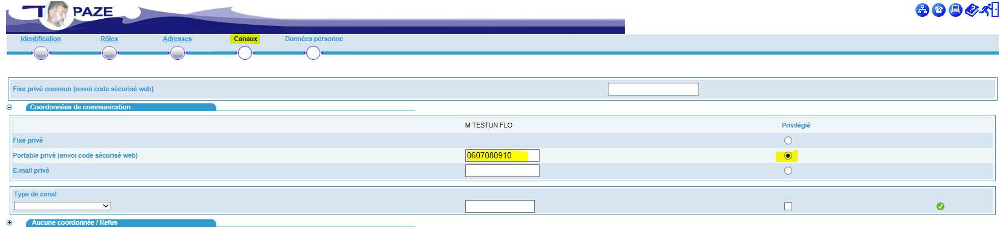 TOPAZE
Identification Rôles Adresses Canaux Données personne
Fixe privé commun (envoi code sécurisé web)
Coordonnées de communication
M TESTUN FLO Privilégié
Fixe privé
Portable privé (envoi code sécurisé web) 0607080910
E-mail privé
Type de canal
Aucune coordonnée / Refus